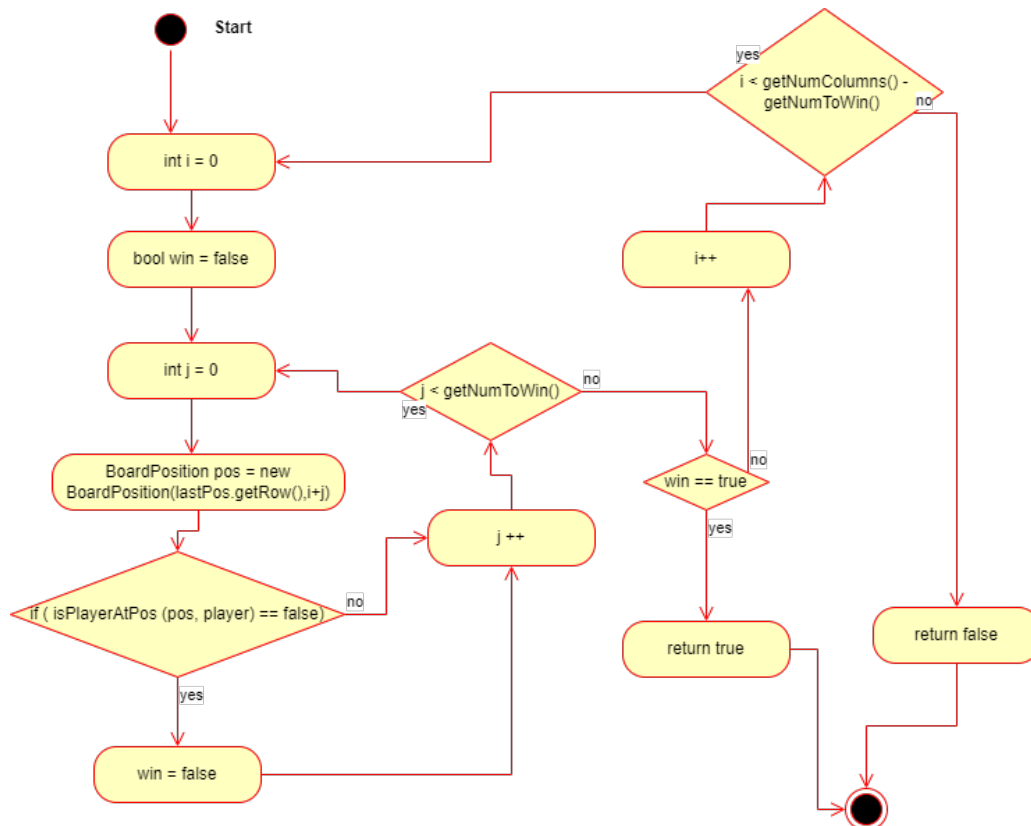 Start
yes
i < getNumColumns() -
getNumToWin()
no
int i = 0
bool win = false
i++
int j = 0
j < getNumToWin()
no
yes
BoardPosition pos = new
BoardPosition(lastPos.getRow(),i+j)
win == true
no
yes
j ++
if ( isPlayerAtPos (pos, player) == false)
no
return true
return false
yes
win = false